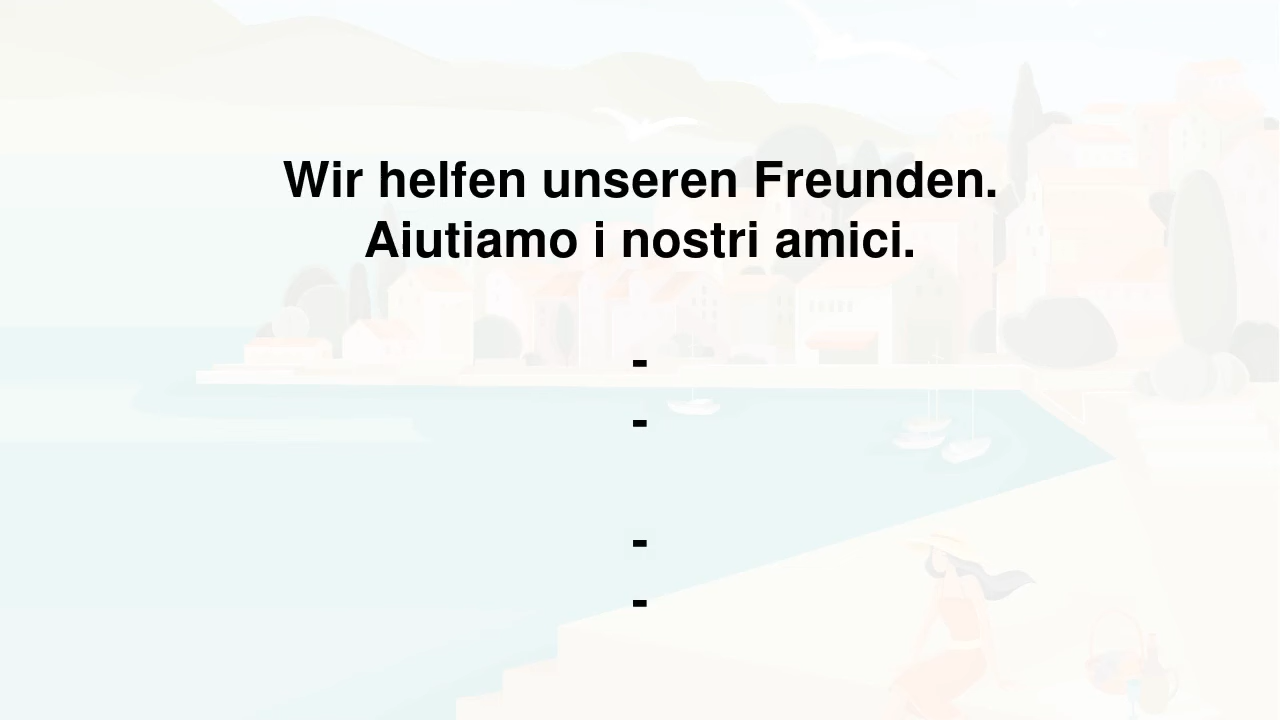 Wir helfen unseren Freunden.
Aiutiamo i nostri amici.
-
-
-
-